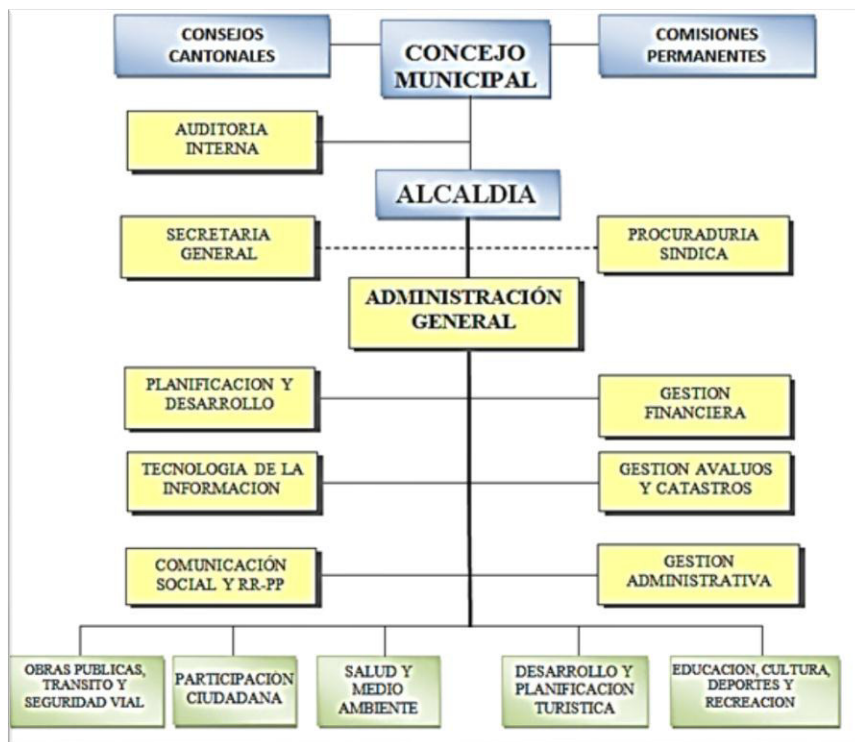 CONSEJOS
CANTONALES
CONCEJO
MUNICIPAL
COMISIONES
PERMANENTES
AUDITORIA
INTERNA
ALCALDIA
SECRETARIA
GENERAL
PROCURADURIA
SINDICA
ADMINISTRACIÓN
GENERAL
PLANIFICACION Y
DESARROLLO
GESTION
FINANCIERA
TECNOLOGIA DE LA
INFORMACION
GESTION AVALUOS
Y CATASTROS
COMUNICACIÓN
SOCIAL Y RR-PP
GESTION
ADMINISTRATIVA
OBRAS PUBLICAS,
TRANSITO Y
SEGURIDAD VIAL
PARTICIPACIÓN
CIUDADANA
SALUD Y
MEDIO
AMBIENTE
DESARROLLO Y
PLANIFICACION
TURISTICA
EDUCACION, CULTURA,
DEPORTES Y
RECREACION